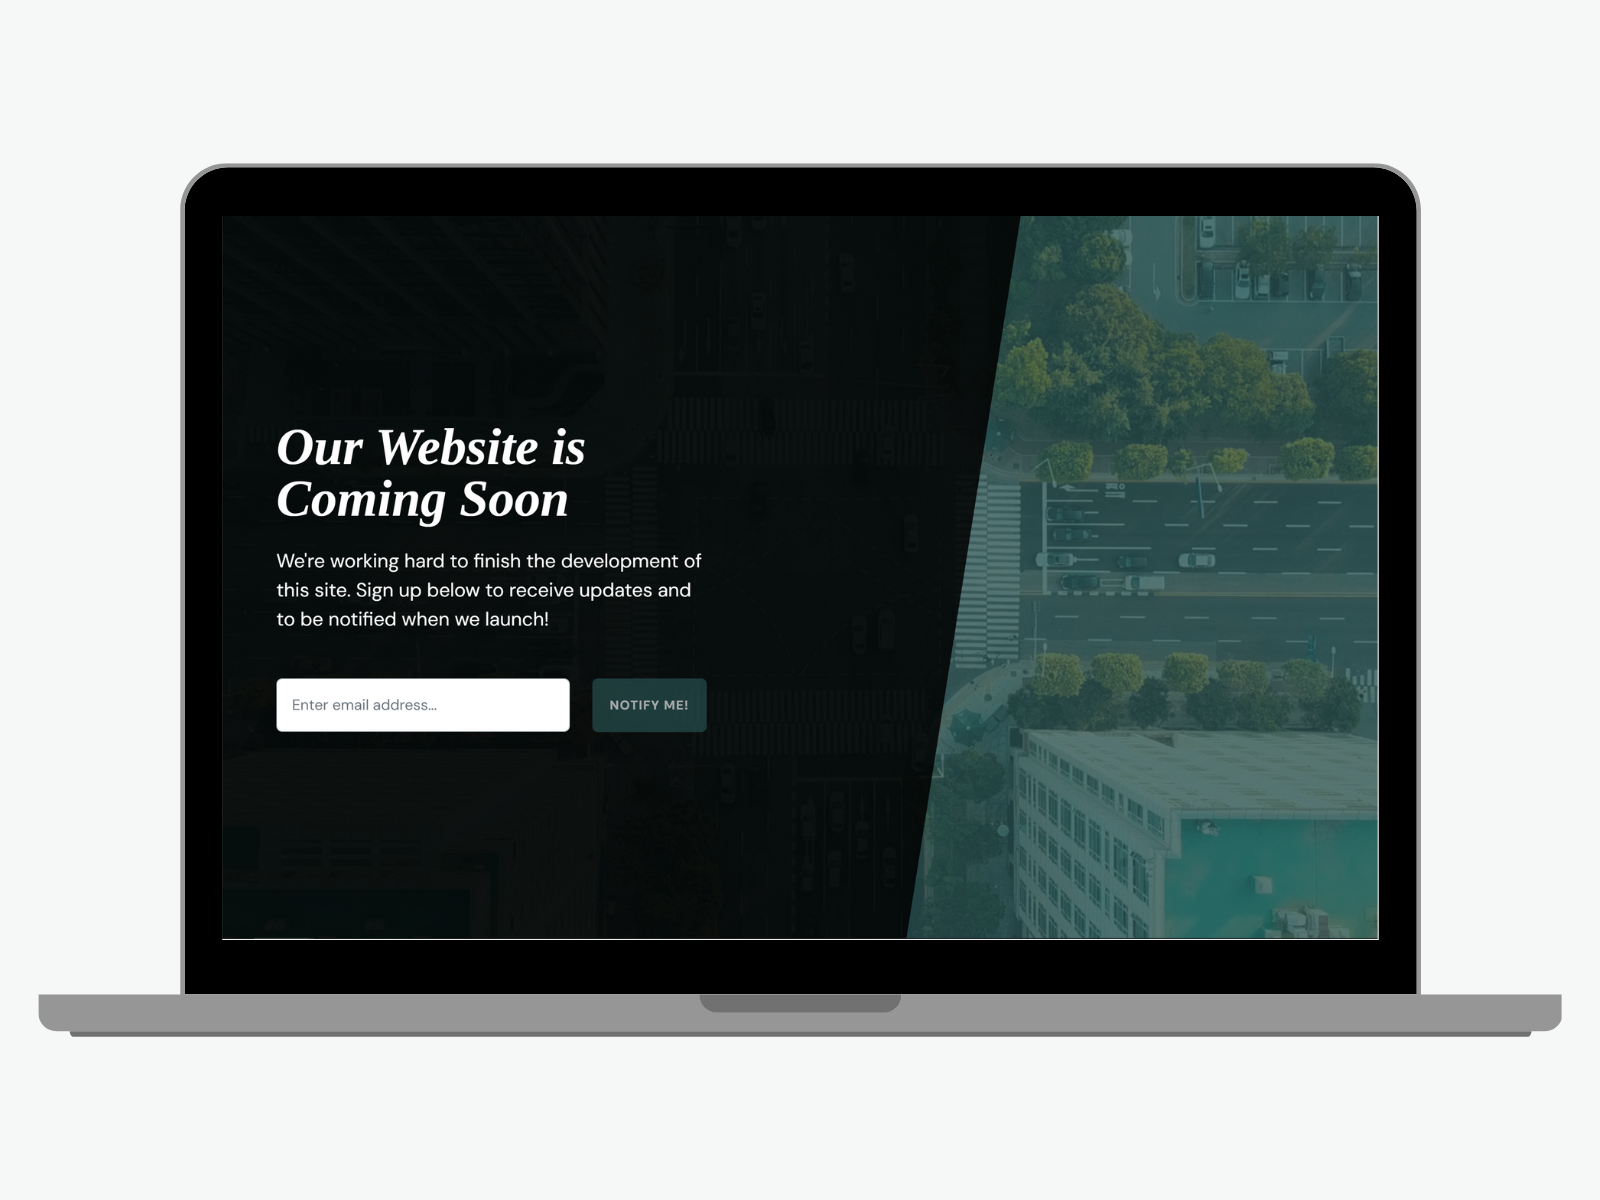 Our Website is
Coming Soon
We're working hard to finish the development of
this site. Sign up below to receive updates and
to be notified when we launch!
Enter email address...
NOTIFY ME!